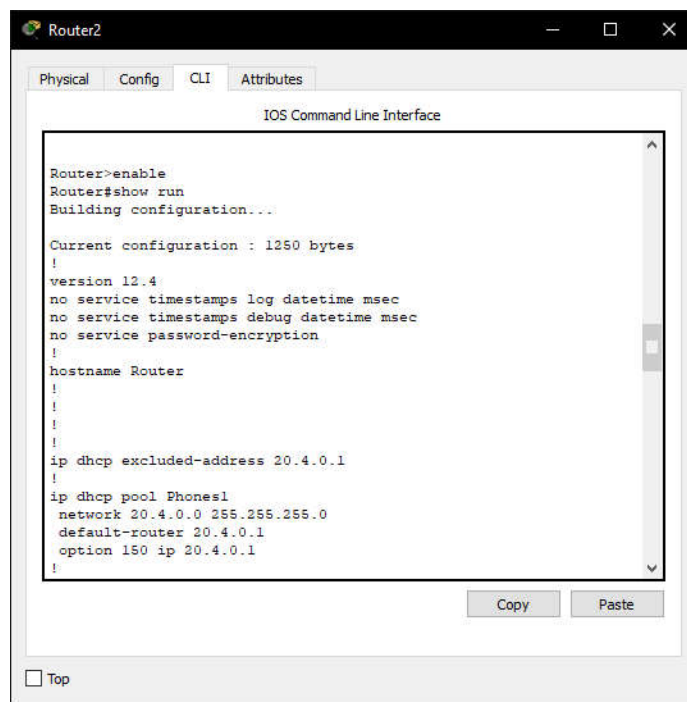 Router2
Physical Config CLI Attributes
IOS Command Line Interface
Router>enable
Router#show run
Building configuration...
Current configuration : 1250 bytes
!
version 12.4
no service timestamps log datetime msec
no service timestamps debug datetime msec
no service password-encryption
!
hostname Router
!
!
!
!
ip dhcp excluded-address 20.4.0.1
!
ip dhcp pool Phones1
 network 20.4.0.0 255.255.255.0
 default-router 20.4.0.1
 option 150 ip 20.4.0.1
!
Copy Paste
Top